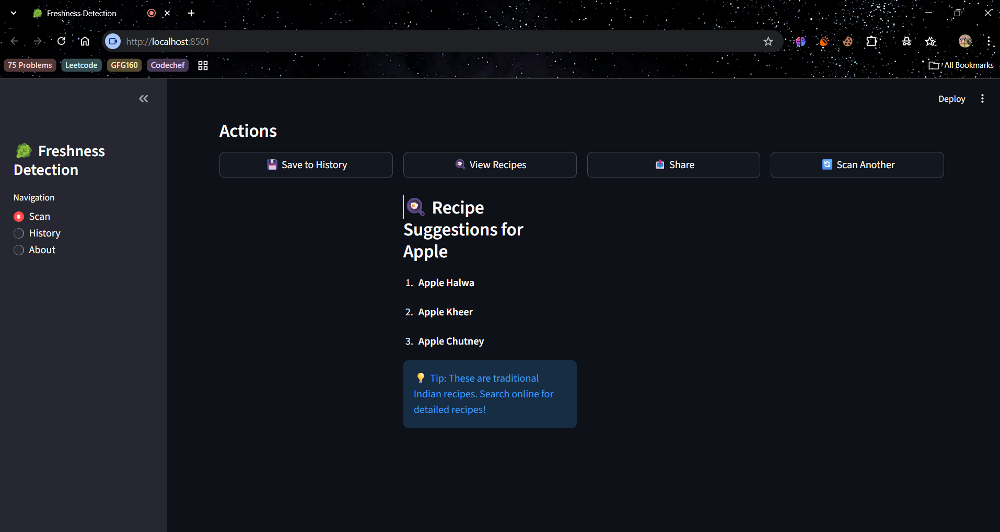 Freshness Detection
http://localhost:8501
75 Problems
Leetcode
GFG160
Codechef
All Bookmarks
Deploy
🥬 Freshness
Detection
Navigation
Scan
History
About
Actions
💾 Save to History
🍳 View Recipes
📤 Share
🔄 Scan Another
🍳 Recipe
Suggestions for
Apple
1. Apple Halwa
2. Apple Kheer
3. Apple Chutney
💡 Tip: These are traditional
Indian recipes. Search online for
detailed recipes!